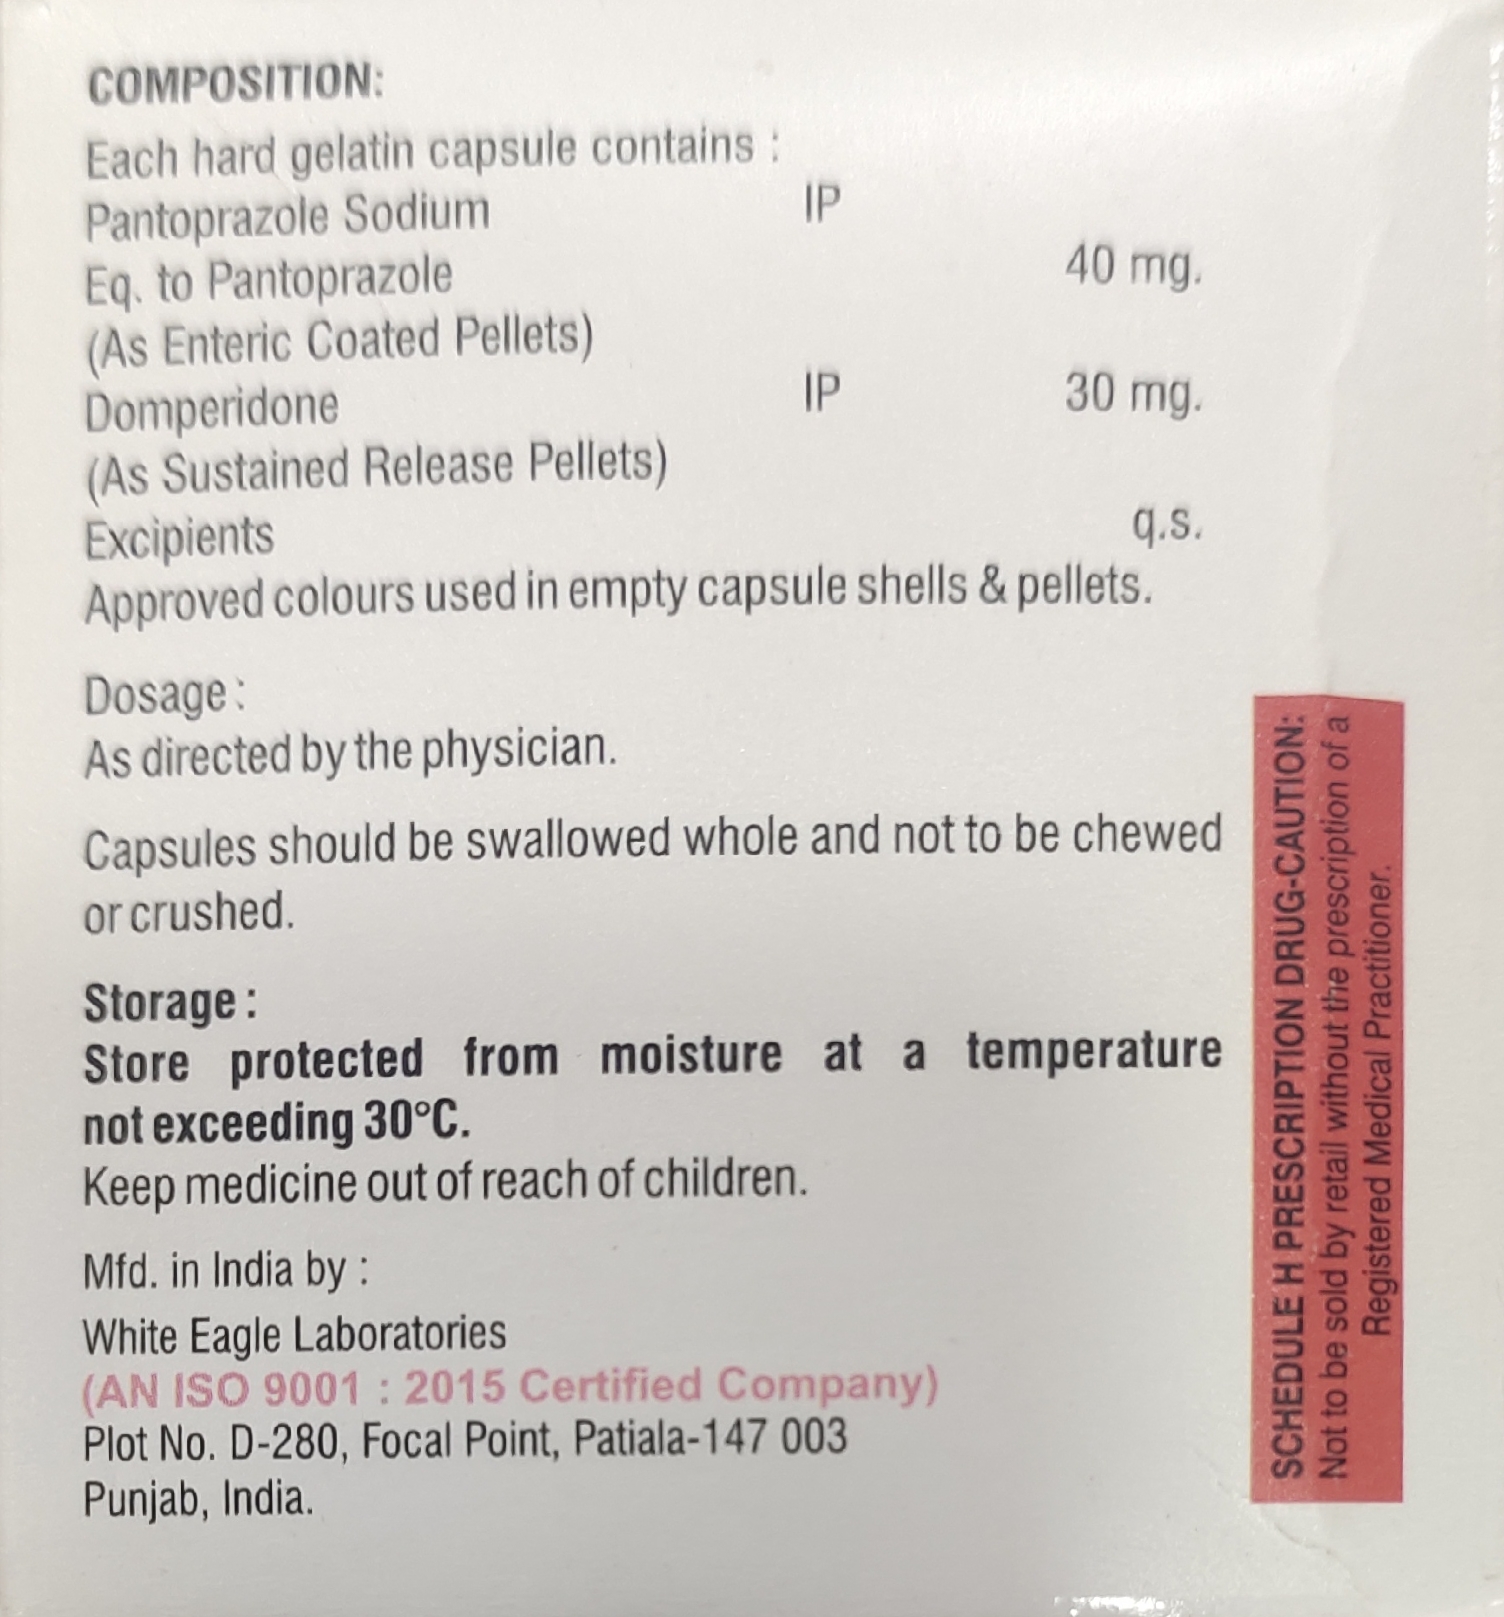 COMPOSITION:
Each hard gelatin capsule contains :
Pantoprazole Sodium IP
Eq. to Pantoprazole 40 mg.
(As Enteric Coated Pellets)
Domperidone IP 30 mg.
(As Sustained Release Pellets)
Excipients q.s.
Approved colours used in empty capsule shells & pellets.
Dosage :
As directed by the physician.
Capsules should be swallowed whole and not to be chewed
or crushed.
Storage :
Store protected from moisture at a temperature
not exceeding 30°C.
Keep medicine out of reach of children.
Mfd. in India by :
White Eagle Laboratories
(AN ISO 9001 : 2015 Certified Company)
Plot No. D-280, Focal Point, Patiala-147 003
Punjab, India.
SCHEDULE H PRESCRIPTION DRUG-CAUTION:
Not to be sold by retail without the prescription of a
Registered Medical Practitioner.